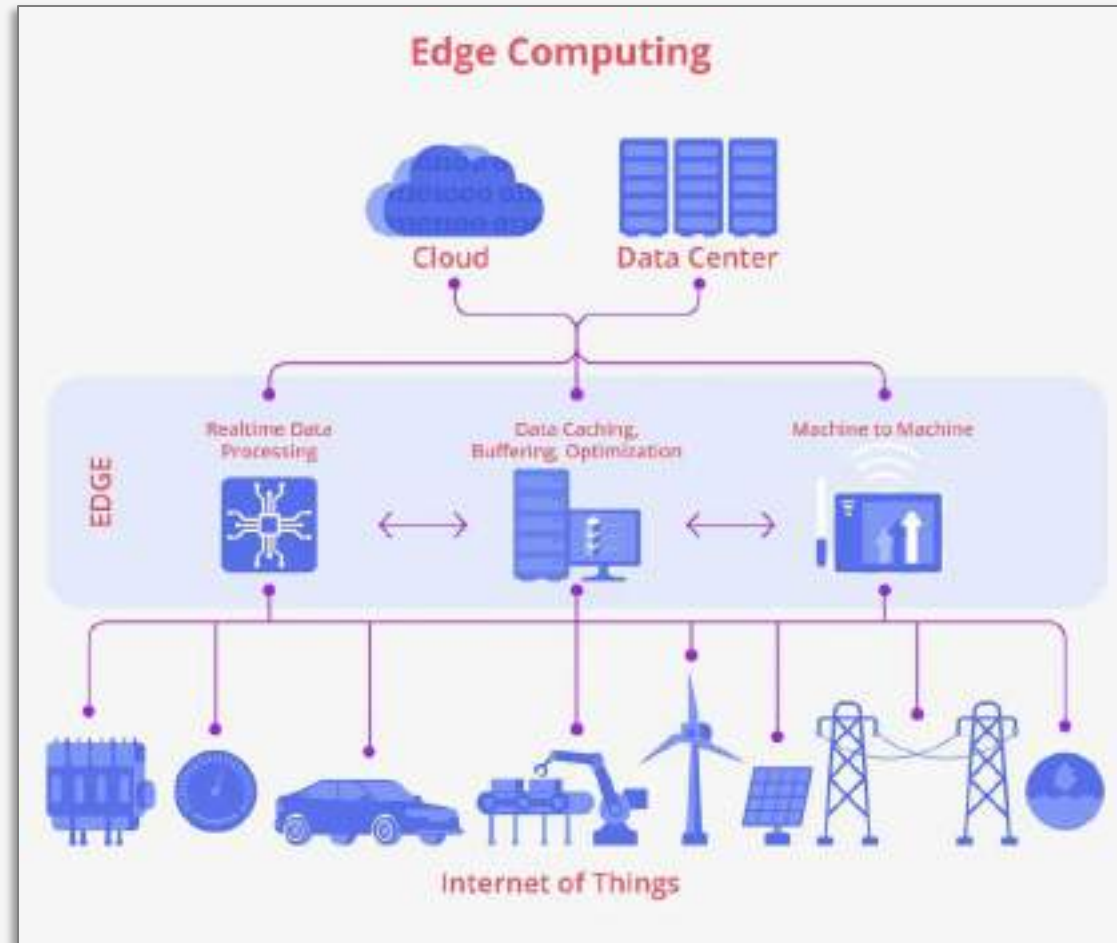 Edge Computing
Cloud
Data Center
Realtime Data
Processing
Data Caching,
Buffering, Optimization
Machine to Machine
EDGE
Internet of Things